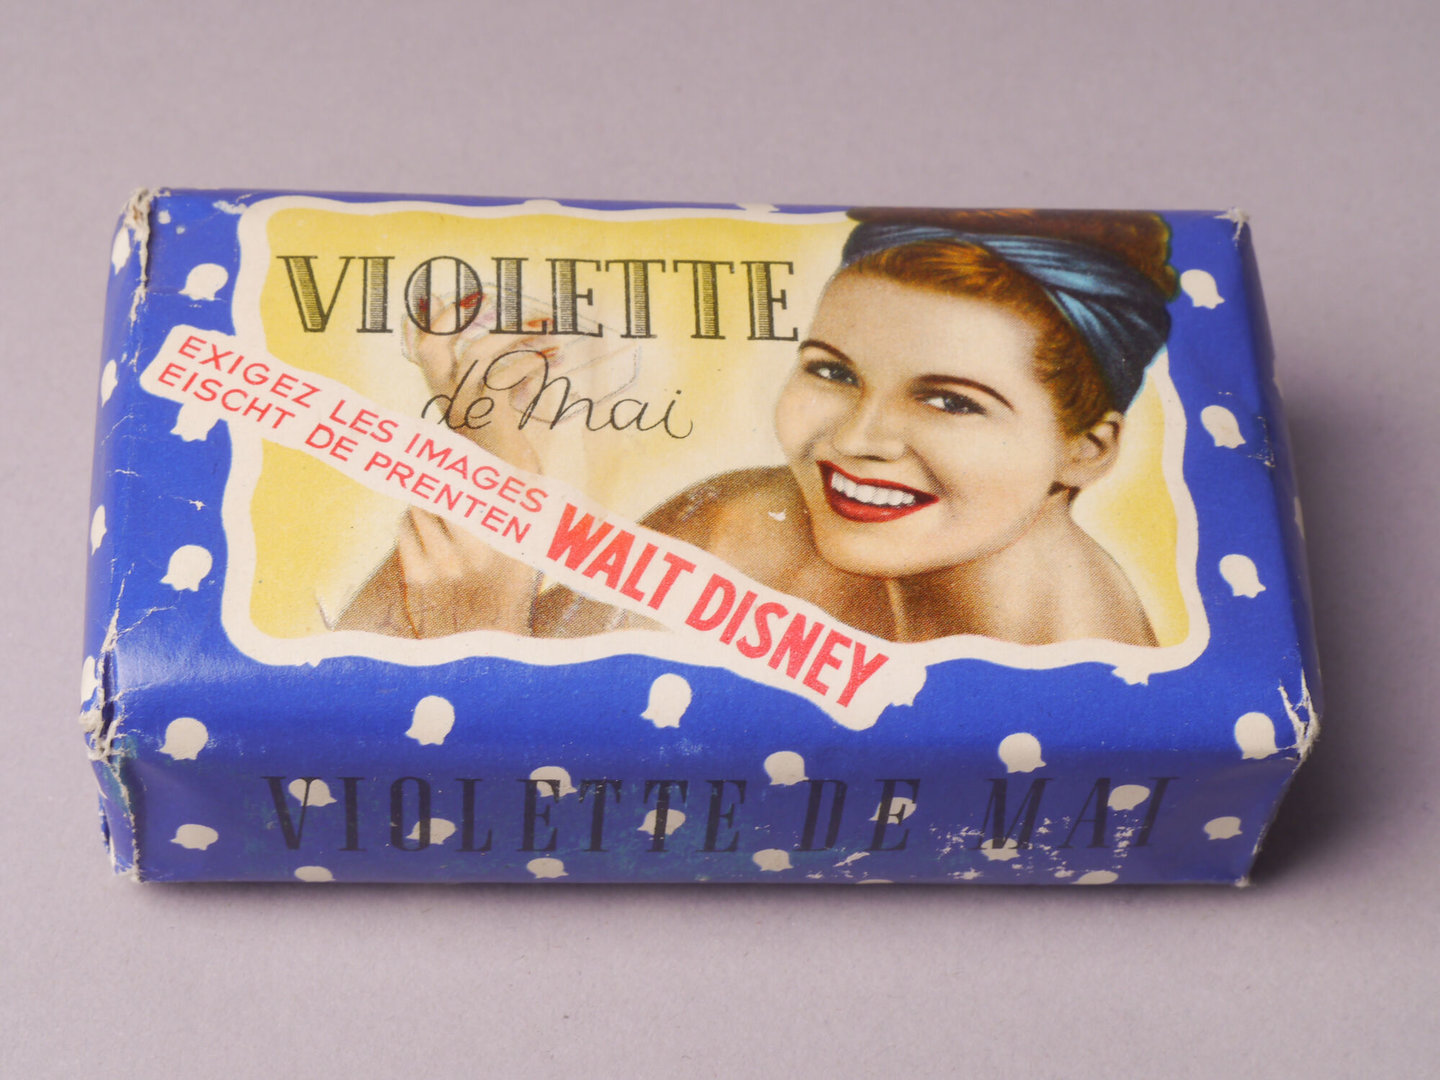 VIOLETTE
de Mai
EXIGEZ LES IMAGES
EISCHT DE PRENTEN
WALT DISNEY
VIOLETTE DE MAI